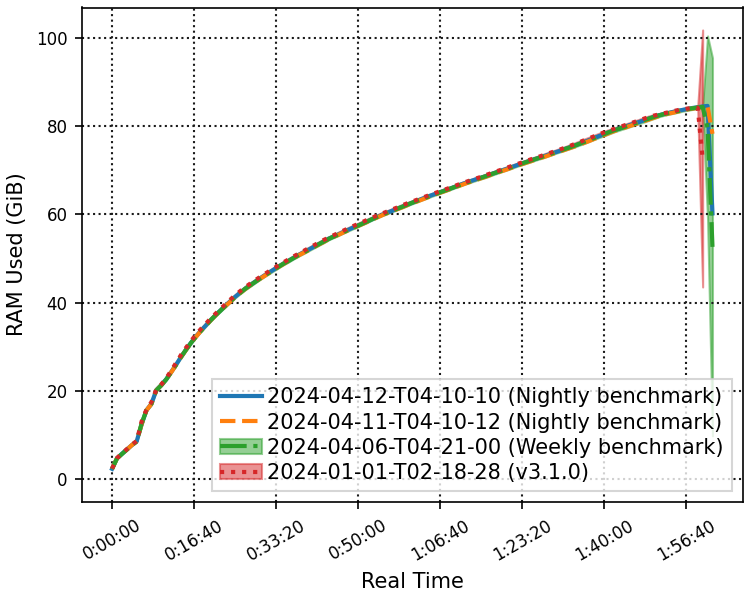 100
80
60
40
20
0
RAM Used (GiB)
2024-04-12-T04-10-10 (Nightly benchmark)
2024-04-11-T04-10-12 (Nightly benchmark)
2024-04-06-T04-21-00 (Weekly benchmark)
2024-01-01-T02-18-28 (v3.1.0)
0:00:00 0:16:40 0:33:20 0:50:00 1:06:40 1:23:20 1:40:00 1:56:40
Real Time